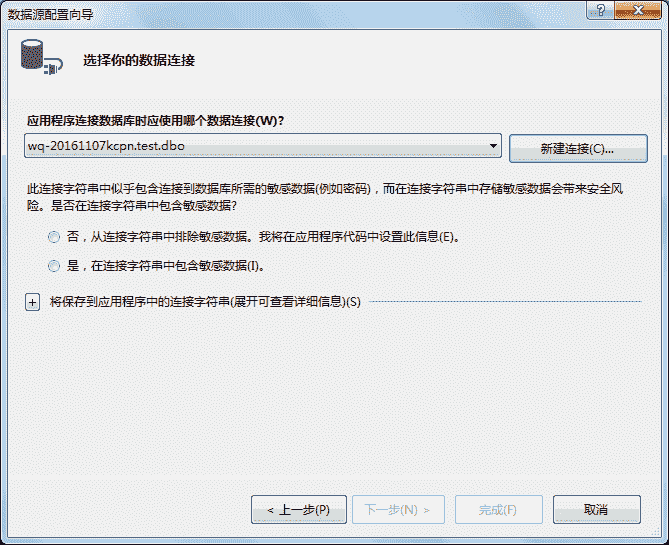 数据源配置向导
选择你的数据连接
应用程序连接数据库时应使用哪个数据连接(W)?
wq-20161107kcpn.test.dbo
新建连接(C)...
此连接字符串中似乎包含连接到数据库所需的敏感数据(例如密码)，而在连接字符串中存储敏感数据会带来安全风
险。是否在连接字符串中包含敏感数据?
否，从连接字符串中排除敏感数据。我将在应用程序代码中设置此信息(E)。
是，在连接字符串中包含敏感数据(I)。
将保存到应用程序中的连接字符串(展开可查看详细信息)(S)
< 上一步(P)
下一步(N) >
完成(F)
取消